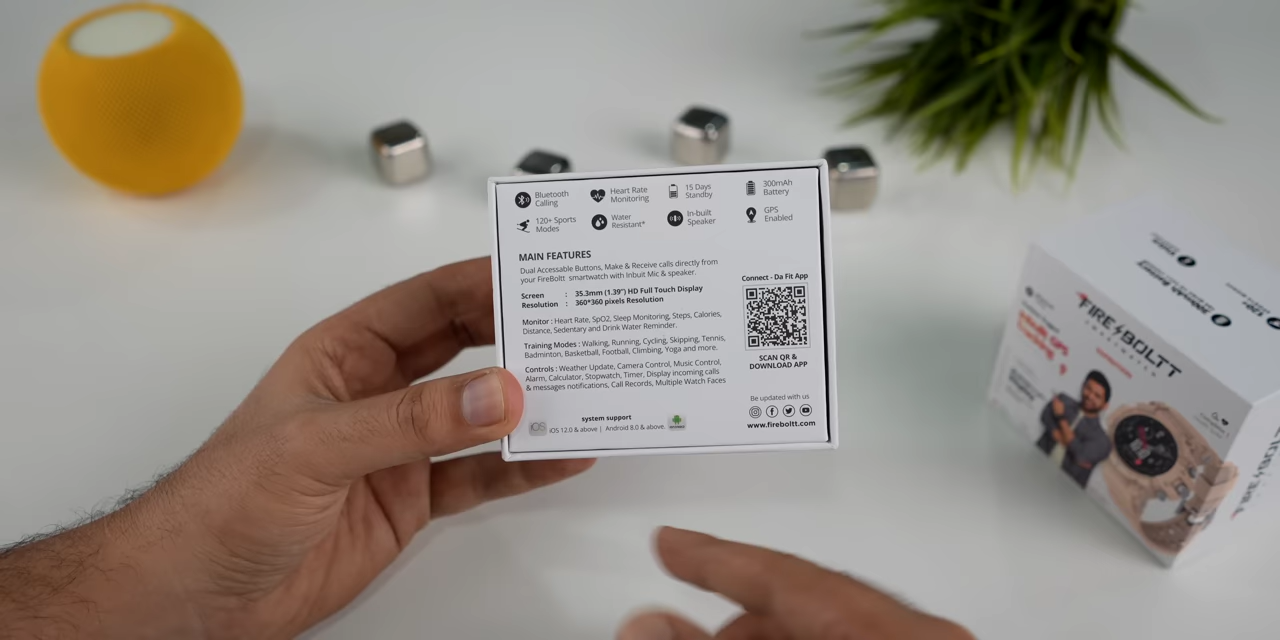 Bluetooth
Calling
Heart Rate
Monitoring
15 Days
Standby
300mAh
Battery
120+ Sports
Modes
Water
Resistant*
In-built
Speaker
GPS
Enabled
MAIN FEATURES
Dual Accessable Buttons, Make & Receive calls directly from
your FireBoltt smartwatch with Inbuit Mic & speaker.
Screen : 35.3mm (1.39") HD Full Touch Display
Resolution : 360*360 pixels Resolution
Monitor : Heart Rate, SpO2, Sleep Monitoring, Steps, Calories,
Distance, Sedentary and Drink Water Reminder.
Training Modes : Walking, Running, Cycling, Skipping, Tennis,
Badminton, Basketball, Football, Climbing, Yoga and more.
Controls : Weather Update, Camera Control, Music Control,
Alarm, Calculator, Stopwatch, Timer, Display incoming calls
& messages notifications, Call Records, Multiple Watch Faces
system support
iOS
iOS 12.0 & above | Android 8.0 & above.
Connect - Da Fit App
SCAN QR &
DOWNLOAD APP
Be updated with us
www.fireboltt.com
FIRE BOLTT